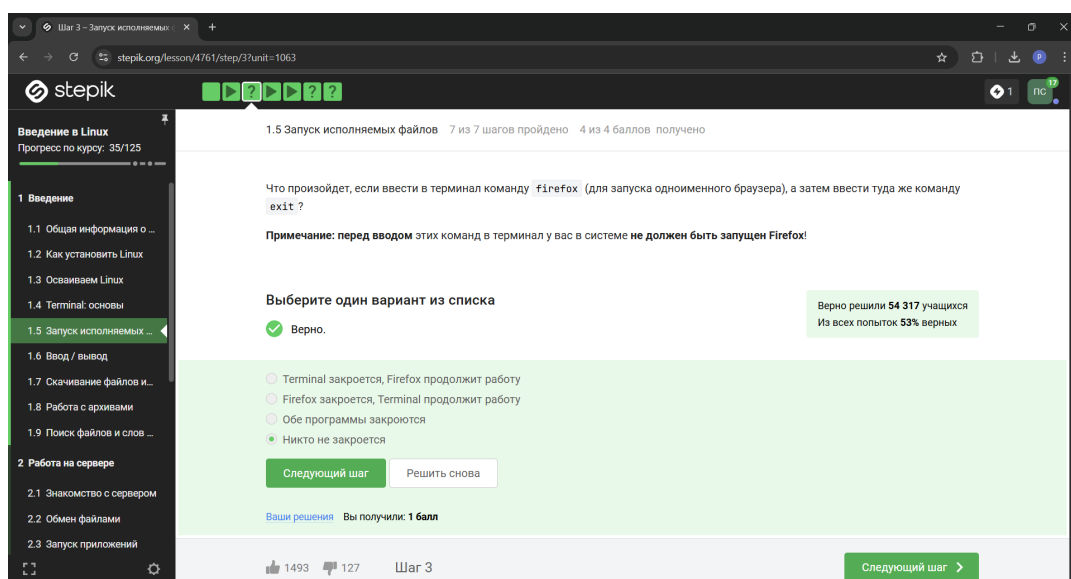 Шаг 3 – Запуск исполняемых
stepik.org/lesson/4761/step/3?unit=1063
P
stepik
?
? ?
1
ПС
17
Введение в Linux
Прогресс по курсу: 35/125
1 Введение
1.1 Общая информация о ...
1.2 Как установить Linux
1.3 Осваиваем Linux
1.4 Terminal: основы
1.5 Запуск исполняемых ...
1.6 Ввод / вывод
1.7 Скачивание файлов и...
1.8 Работа с архивами
1.9 Поиск файлов и слов ...
2 Работа на сервере
2.1 Знакомство с сервером
2.2 Обмен файлами
2.3 Запуск приложений
1.5 Запуск исполняемых файлов 7 из 7 шагов пройдено 4 из 4 баллов получено
Что произойдет, если ввести в терминал команду firefox (для запуска одноименного браузера), а затем ввести туда же команду
exit ?
Примечание: перед вводом этих команд в терминал у вас в системе не должен быть запущен Firefox!
Выберите один вариант из списка
Верно.
Верно решили 54 317 учащихся
Из всех попыток 53% верных
Terminal закроется, Firefox продолжит работу
Firefox закроется, Terminal продолжит работу
Обе программы закроются
Никто не закроется
Следующий шаг Решить снова
Ваши решения Вы получили: 1 балл
1493 127 Шаг 3 Следующий шаг